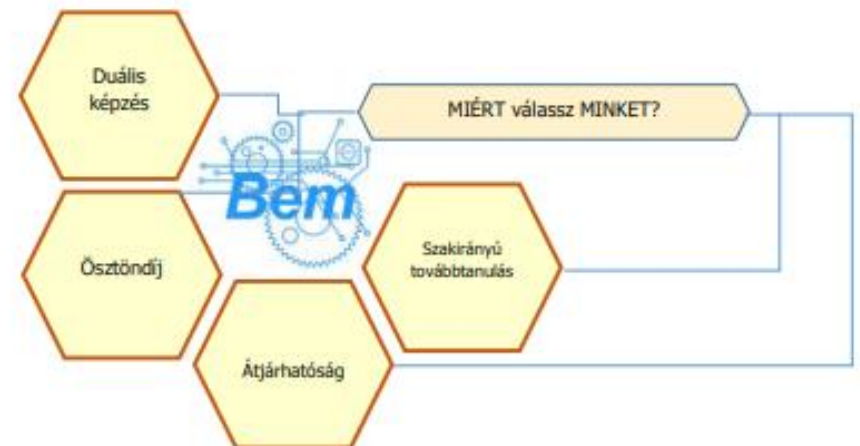 Duális
képzés
MIÉRT válassz MINKET?
Bem
Ösztöndíj
Szakirányú
továbbtanulás
Átjárhatóság